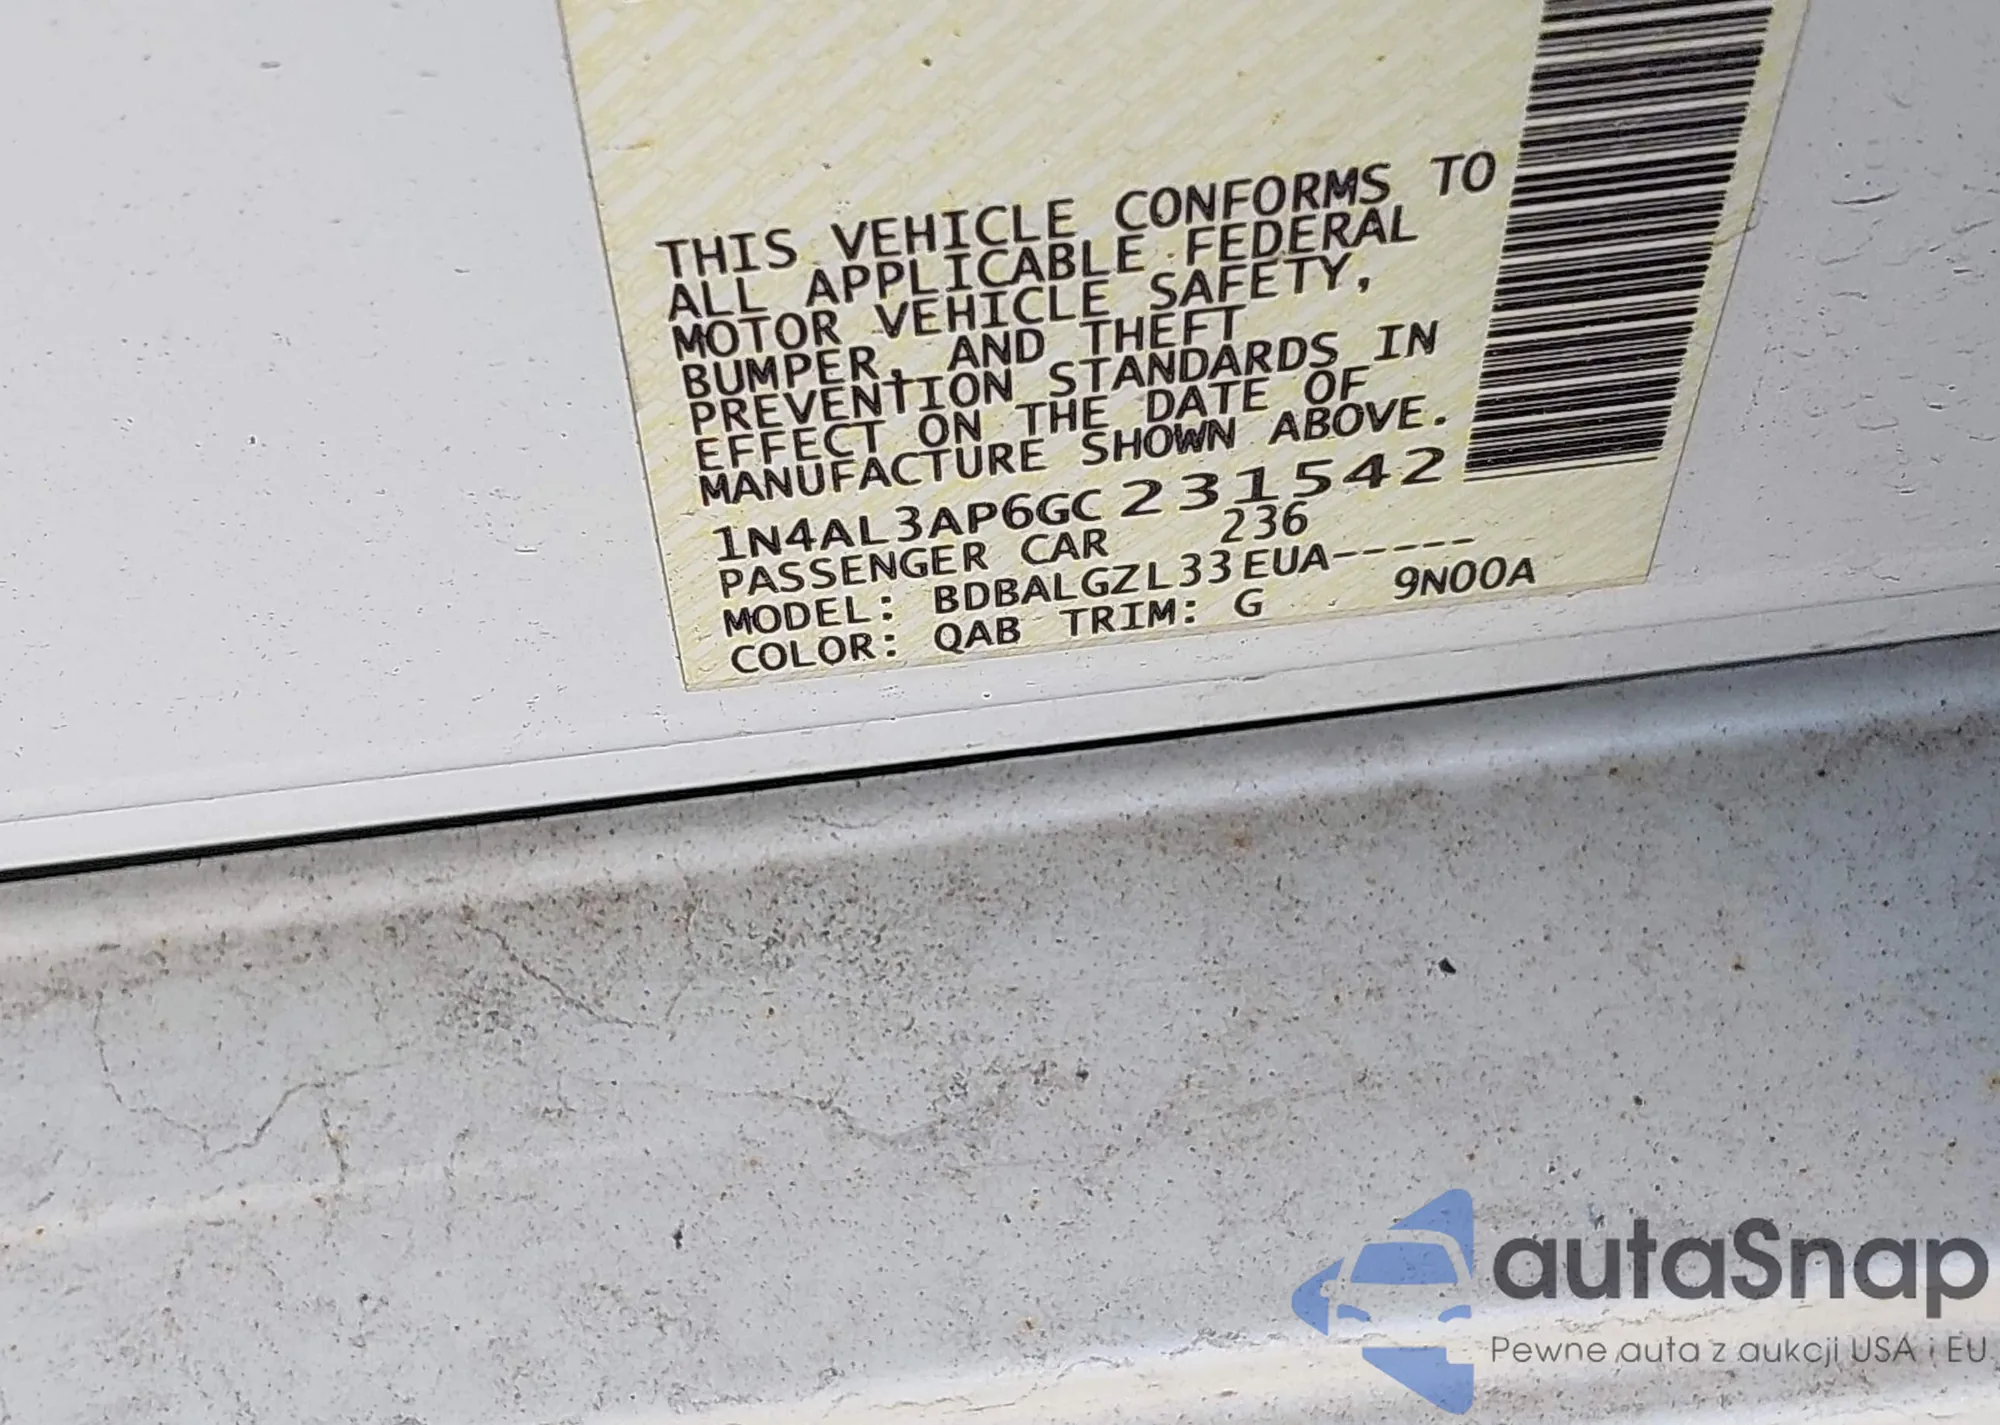 THIS VEHICLE CONFORMS TO
ALL APPLICABLE FEDERAL
MOTOR VEHICLE SAFETY,
BUMPER, AND THEFT
PREVENTION STANDARDS IN
EFFECT ON THE DATE OF
MANUFACTURE SHOWN ABOVE.
1N4AL3AP6GC231542
PASSENGER CAR 236
MODEL: BDBALGZL33EUA-----
COLOR: QAB TRIM: G 9N00A
autaSnap
Pewne auta z aukcji USA i EU